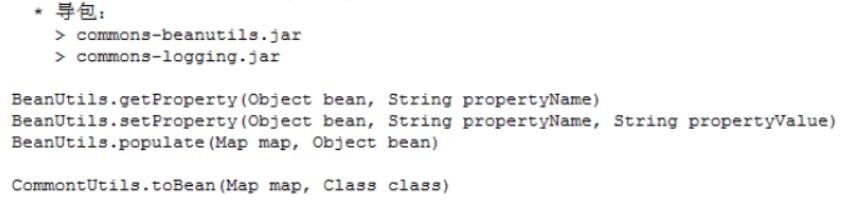 * 导包：
> commons-beanutils.jar
> commons-logging.jar
BeanUtils.getProperty(Object bean, String propertyName)
BeanUtils.setProperty(Object bean, String propertyName, String propertyValue)
BeanUtils.populate(Map map, Object bean)
CommontUtils.toBean(Map map, Class class)